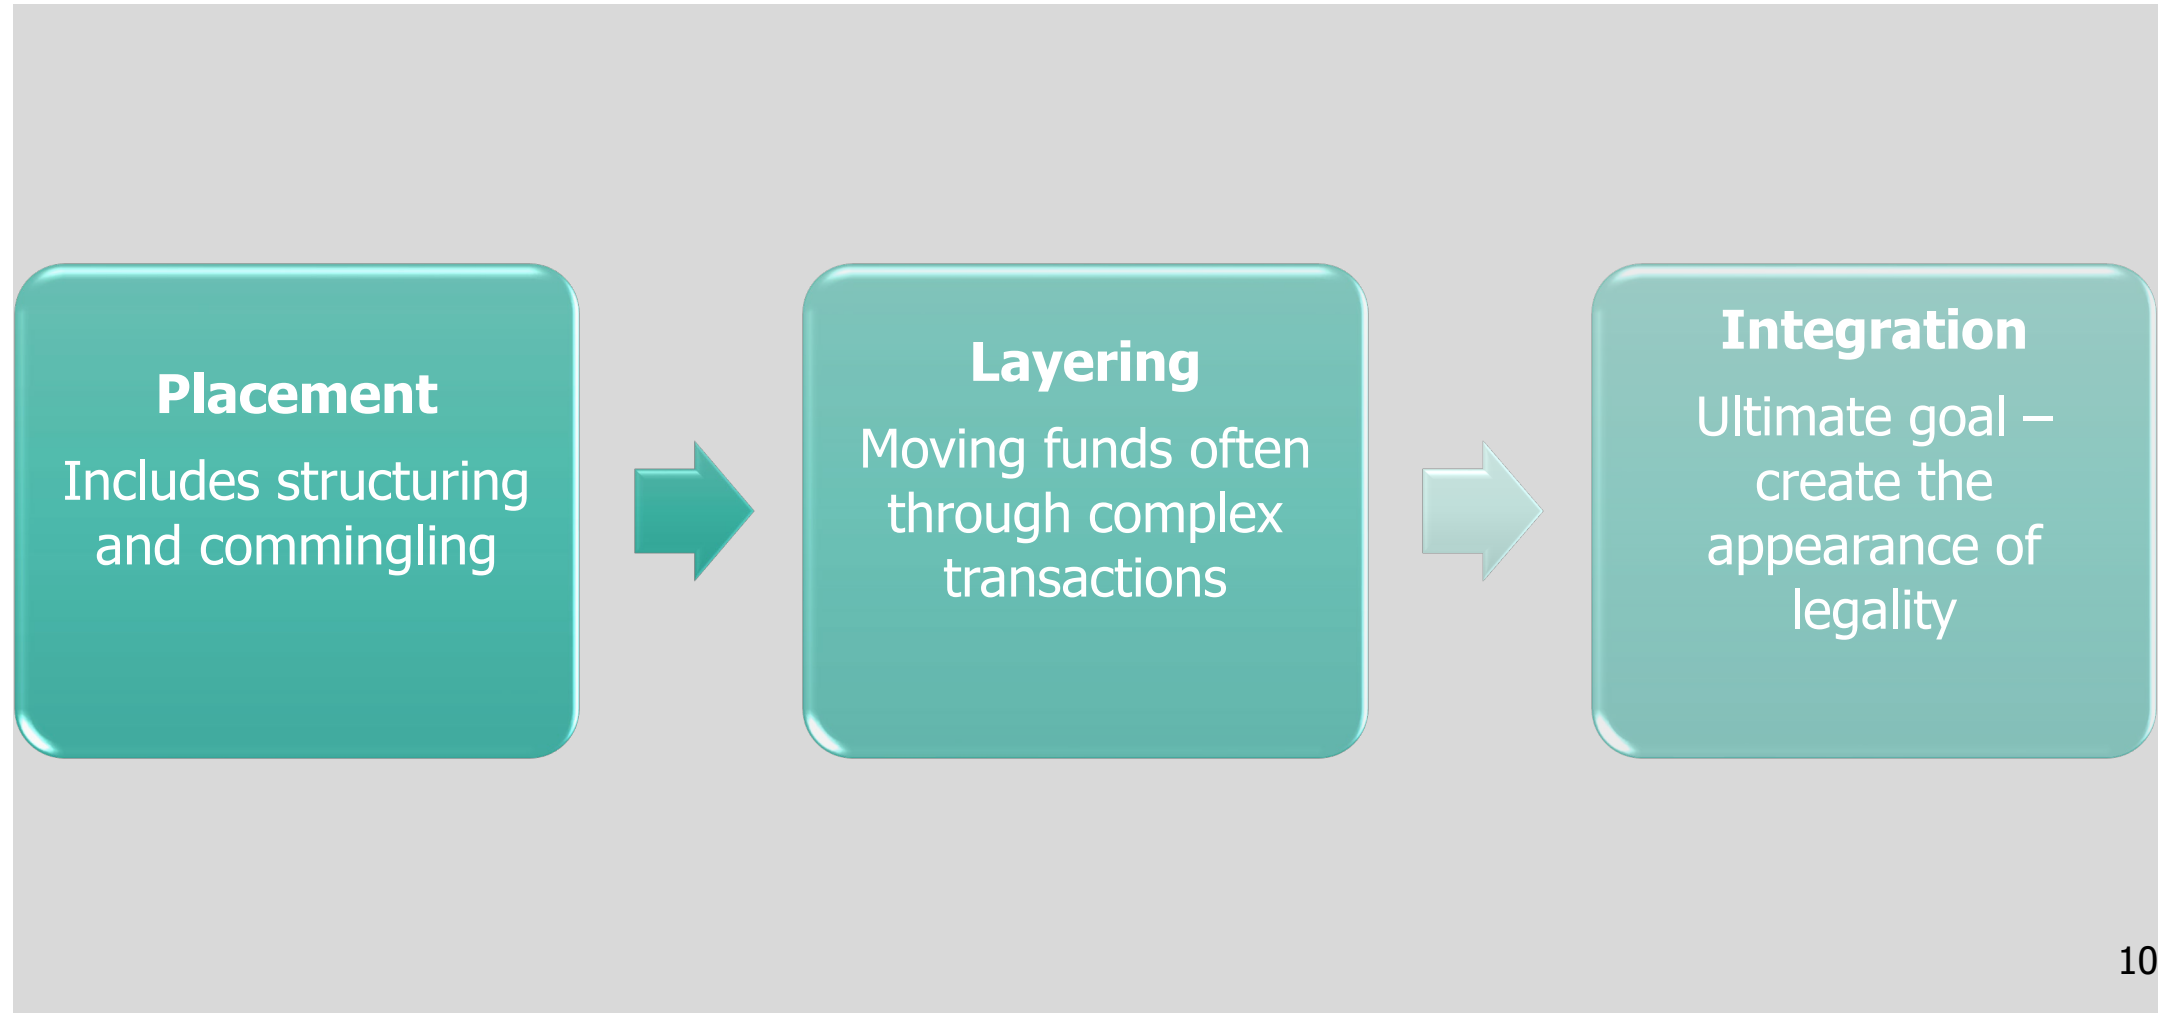 Placement
Includes structuring
and commingling
Layering
Moving funds often
through complex
transactions
Integration
Ultimate goal –
create the
appearance of
legality
10